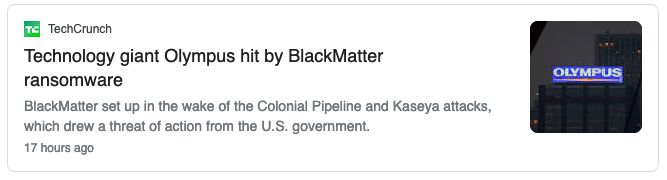 TC TechCrunch
Technology giant Olympus hit by BlackMatter
ransomware
BlackMatter set up in the wake of the Colonial Pipeline and Kaseya attacks,
which drew a threat of action from the U.S. government.
17 hours ago
OLYMPUS